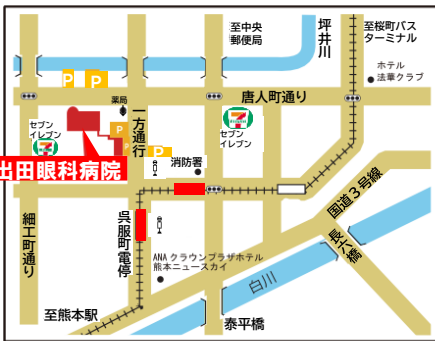 至中央
郵便局
坪井川
至桜町バス
ターミナル
ホテル
法華クラブ
P
P
薬局
唐人町通り
セブン
イレブン
P
一方通行
セブン
イレブン
出田眼科病院
P
消防署
細工町通り
呉服町電停
国道3号線
長六橋
ANAクラウンプラザホテル
熊本ニュースカイ
白川
至熊本駅
泰平橋